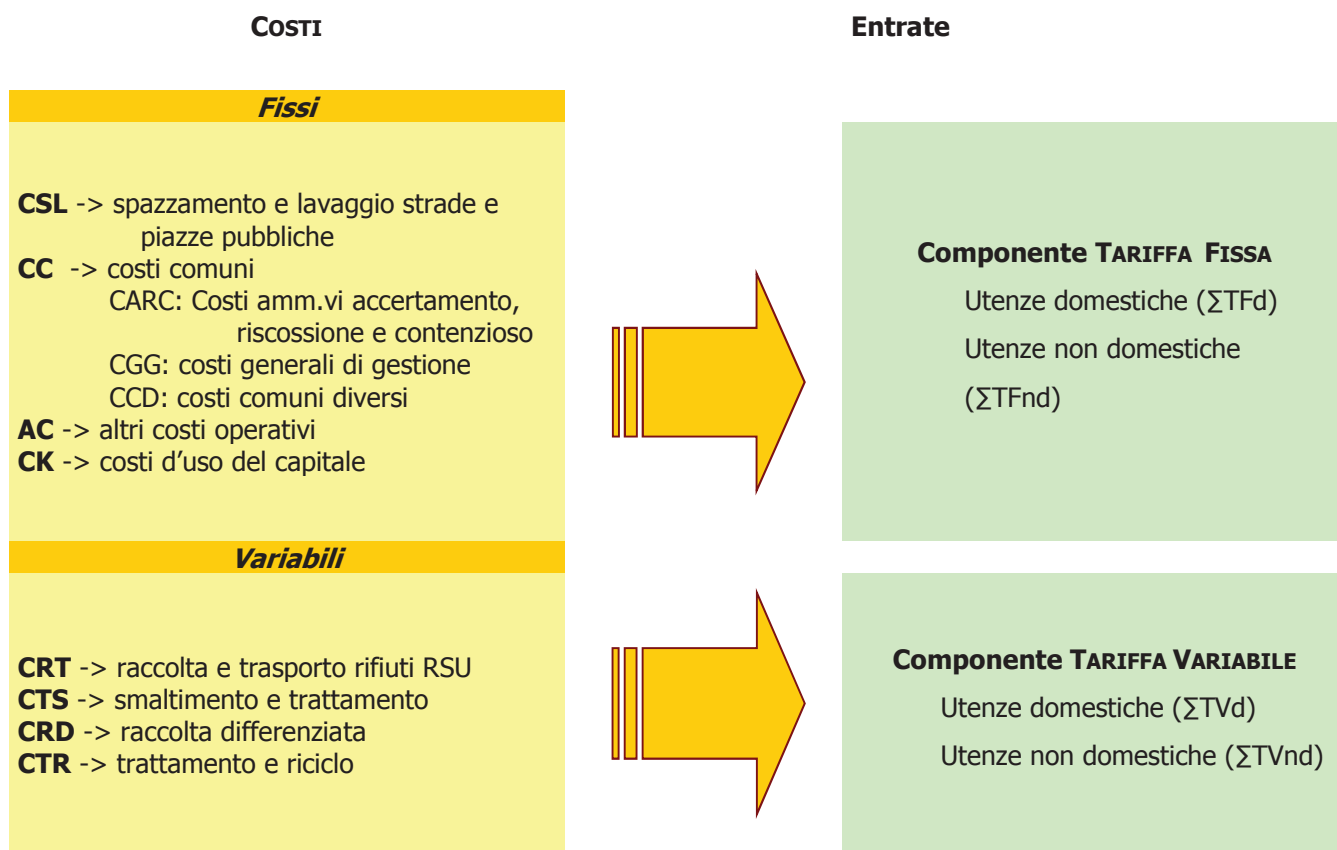 COSTI
Entrate
Fissi
CSL -> spazzamento e lavaggio strade e
piazze pubbliche
CC -> costi comuni
CARC: Costi amm.vi accertamento,
riscossione e contenzioso
CGG: costi generali di gestione
CCD: costi comuni diversi
AC -> altri costi operativi
CK -> costi d’uso del capitale
Componente TARIFFA FISSA
Utenze domestiche (∑TFd)
Utenze non domestiche
(∑TFnd)
Variabili
CRT -> raccolta e trasporto rifiuti RSU
CTS -> smaltimento e trattamento
CRD -> raccolta differenziata
CTR -> trattamento e riciclo
Componente TARIFFA VARIABILE
Utenze domestiche (∑TVd)
Utenze non domestiche (∑TVnd)